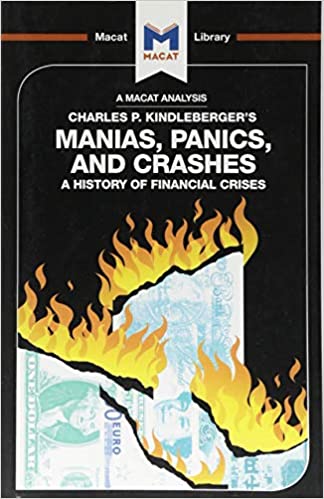 Macat
Library
MACAT
A MACAT ANALYSIS
CHARLES P. KINDLEBERGER'S
MANIAS, PANICS,
AND CRASHES
A HISTORY OF FINANCIAL CRISES
EURO